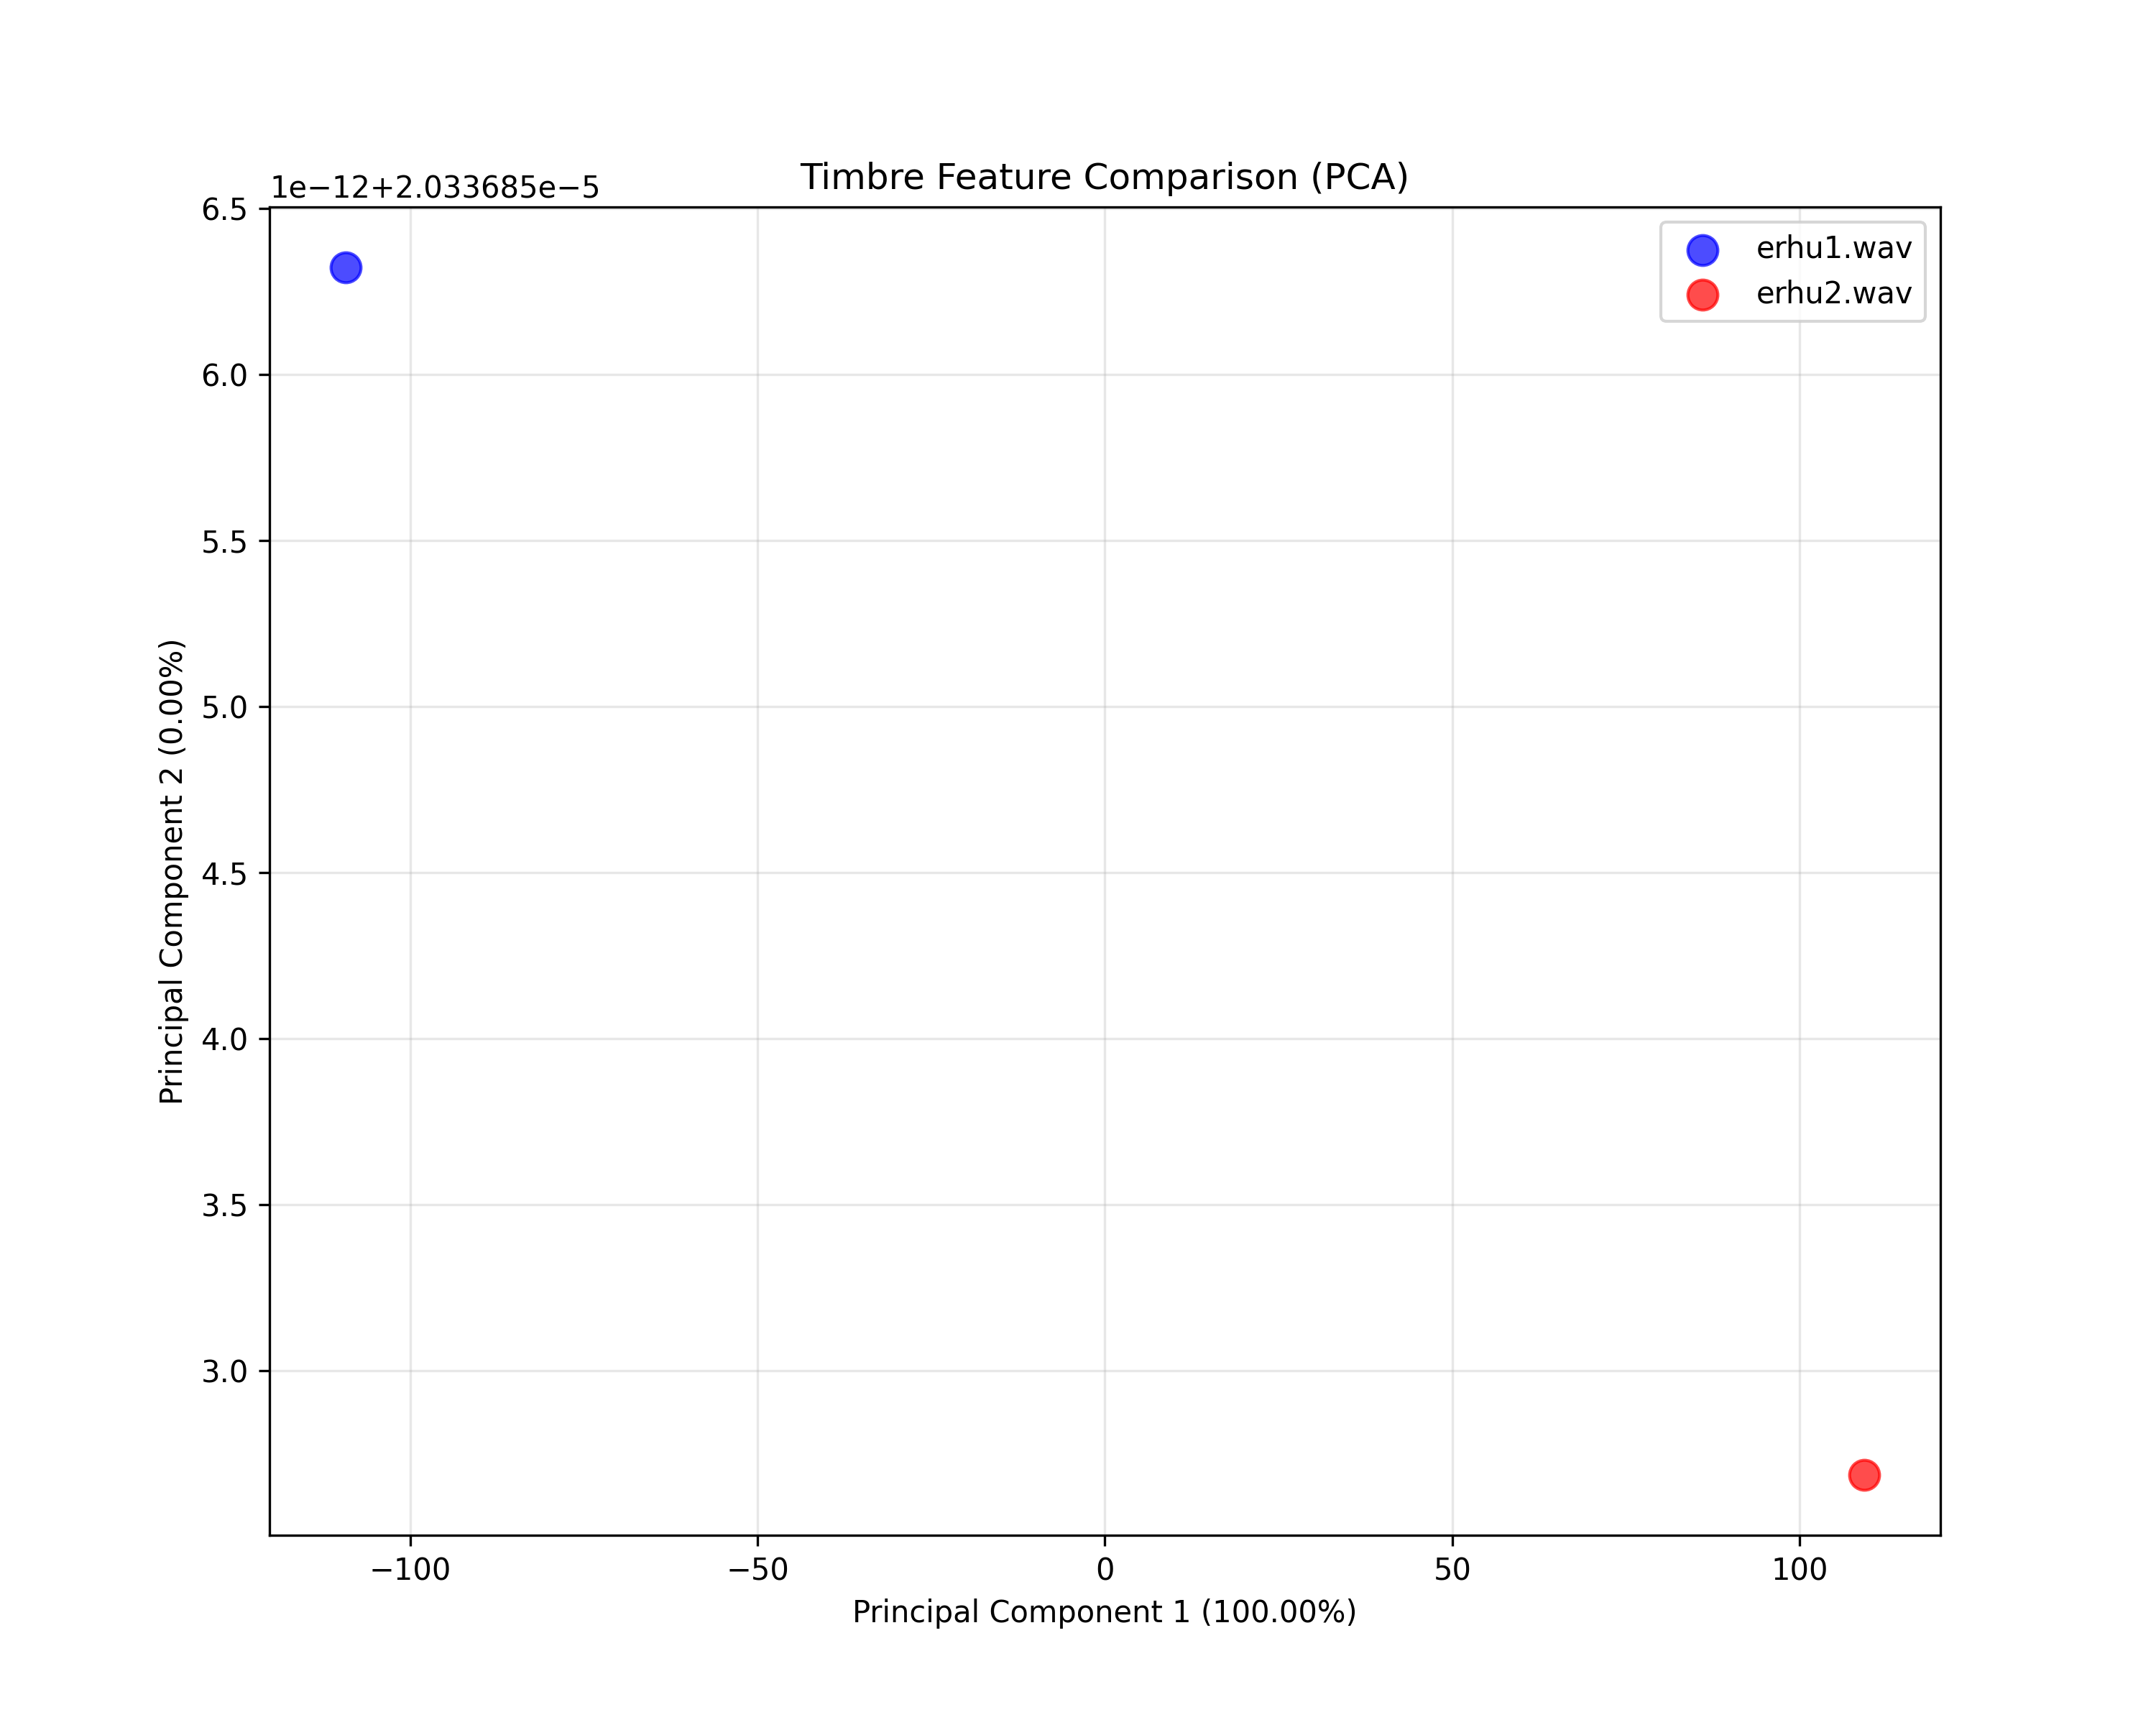 Timbre Feature Comparison (PCA)
1e−12+2.033685e−5
6.5
6.0
5.5
5.0
4.5
4.0
3.5
3.0
Principal Component 2 (0.00%)
erhu1.wav
erhu2.wav
−100
−50
0
50
100
Principal Component 1 (100.00%)